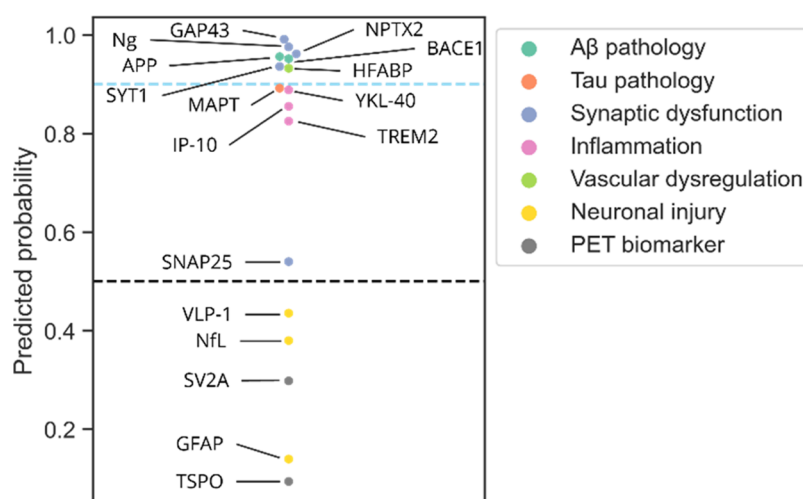 GAP43
NPTX2
Ng
BACE1
APP
HFABP
SYT1
MAPT
YKL-40
IP-10
TREM2
SNAP25
VLP-1
NfL
SV2A
GFAP
TSPO
Predicted probability
1.0
0.8
0.6
0.4
0.2
Aβ pathology
Tau pathology
Synaptic dysfunction
Inflammation
Vascular dysregulation
Neuronal injury
PET biomarker